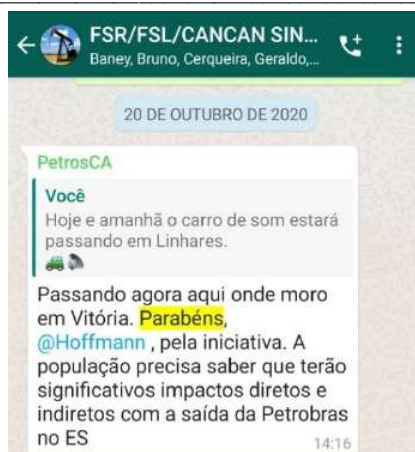 FSR/FSL/CANCAN SIN...
Baney, Bruno, Cerqueira, Geraldo,...
20 DE OUTUBRO DE 2020
PetrosCA
Você
Hoje e amanhã o carro de som estará
passando em Linhares.
Passando agora aqui onde moro
em Vitória. Parabéns,
@Hoffmann , pela iniciativa. A
população precisa saber que terão
significativos impactos diretos e
indiretos com a saída da Petrobras
no ES
14:16